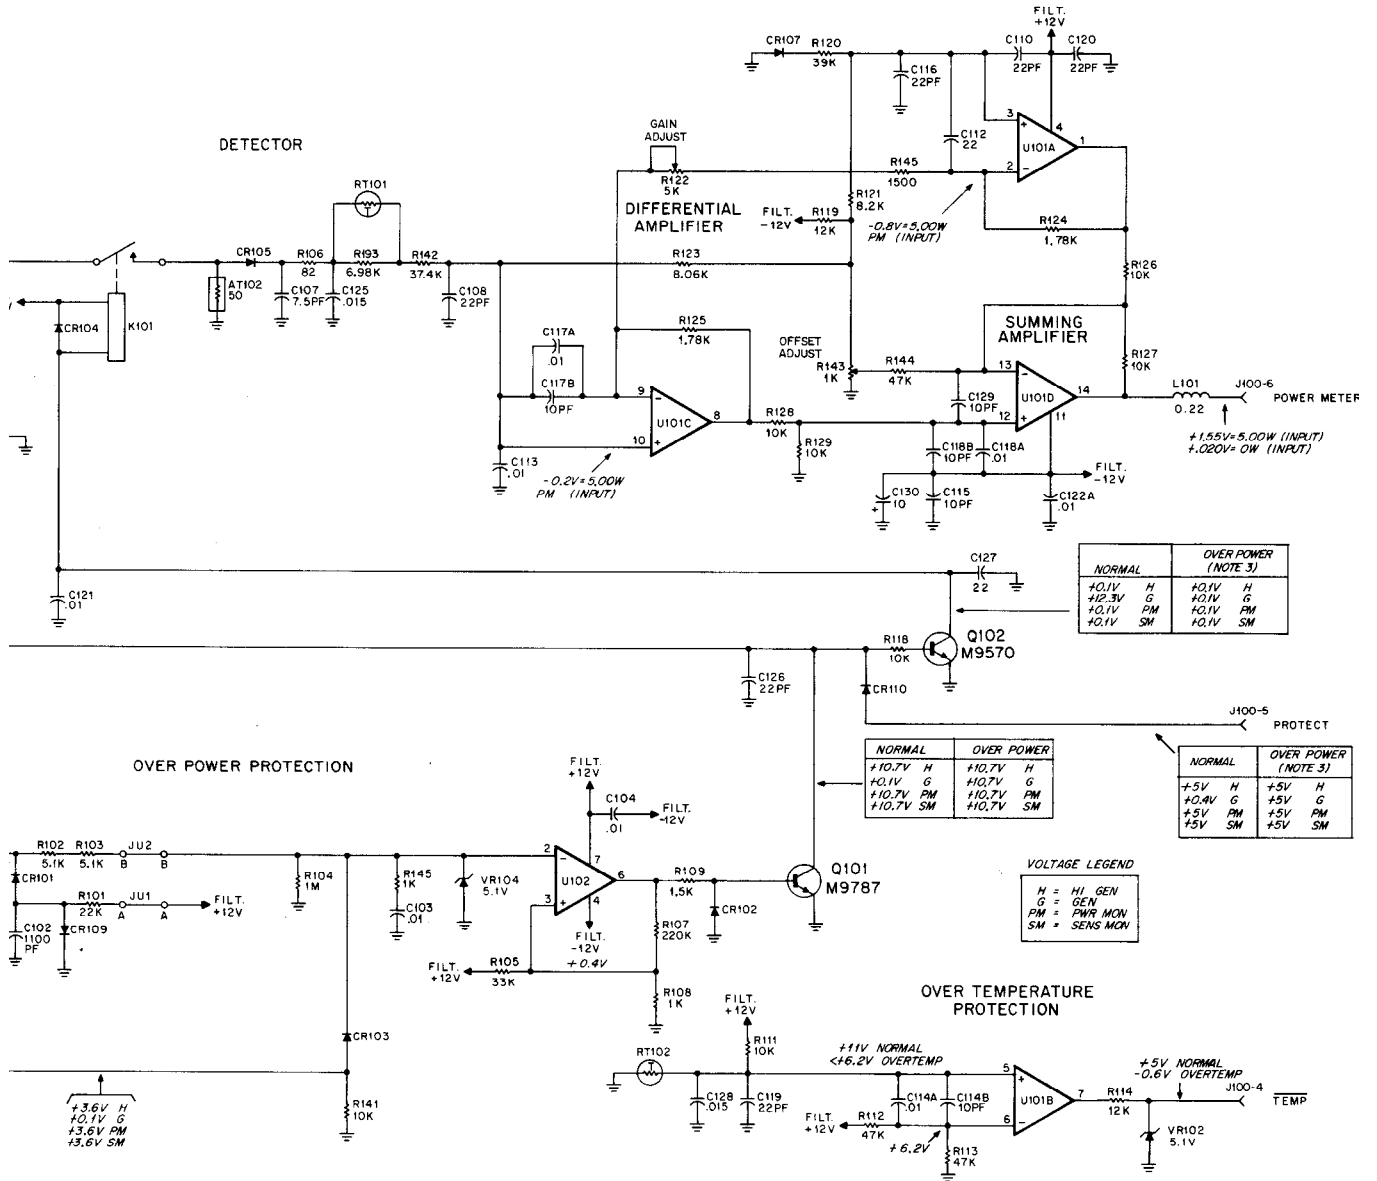 FILT.
+12V
CR107 R120
39K
C110
22PF
C120
22PF
C116
22PF
DETECTOR
GAIN
ADJUST
C112
22
3
+
4
U101A
1
2
-
RT101
R122
5K
R145
1500
R121
8.2K
DIFFERENTIAL
AMPLIFIER
FILT.
-12V
R119
12K
-0.8V=5.00W
PM (INPUT)
R124
1.78K
CR105
R106
82
R193
6.98K
R142
37.4K
R123
8.06K
R126
10K
AT102
50
C107
7.5PF
C125
.015
C108
22PF
CR104
K101
C117A
.01
R125
1.78K
SUMMING
AMPLIFIER
OFFSET
ADJUST
R143
1K
R144
47K
13
-
R127
10K
C117B
10PF
9
-
U101C
8
10
+
C129
10PF
12
+
U101D
14
11
L101
0.22
J100-6
POWER METER
R128
10K
R129
10K
C118B
10PF
C118A
.01
+1.55V=5.00W (INPUT)
+.020V=0W (INPUT)
C113
.01
-0.2V=5.00W
PM (INPUT)
FILT.
-12V
C130
10
+
C115
10PF
C122A
.01
C121
.01
C127
22
NORMAL
OVER POWER
(NOTE 3)
+0.1V H +0.1V H
+12.3V G +0.1V G
+0.1V PM +0.1V PM
+0.1V SM +0.1V SM
R118
10K
Q102
M9570
C126
22PF
CR110
J100-5
PROTECT
NORMAL OVER POWER
+10.7V H +10.7V H
+0.1V G +10.7V G
+10.7V PM +10.7V PM
+10.7V SM +10.7V SM
NORMAL
OVER POWER
(NOTE 3)
+5V H +5V H
+0.4V G +5V G
+5V PM +5V PM
+5V SM +5V SM
OVER POWER PROTECTION
FILT.
+12V
C104
.01
FILT.
-12V
R102
5.1K
R103
5.1K
JU2
B B
CR101
R101
22K
JU1
A A
FILT.
+12V
C102
1100
PF
CR109
R104
1M
R145
1K
C103
.01
VR104
5.1V
2
-
7
U102
6
3
+
4
FILT.
-12V
+0.4V
R109
1.5K
CR102
Q101
M9787
R107
220K
FILT.
+12V
R105
33K
R108
1K
VOLTAGE LEGEND
H = HI GEN
G = GEN
PM = PWR MON
SM = SENS MON
CR103
R141
10K
+3.6V H
+0.1V G
+3.6V PM
+3.6V SM
OVER TEMPERATURE
PROTECTION
FILT.
+12V
R111
10K
RT102
C128
.015
C119
22PF
+11V NORMAL
<+6.2V OVERTEMP
C114A
.01
C114B
10PF
FILT.
+12V
R112
47K
+6.2V
R113
47K
5
+
U101B
7
6
-
R114
12K
+5V NORMAL
-0.6V OVERTEMP
J100-4
TEMP
VR102
5.1V